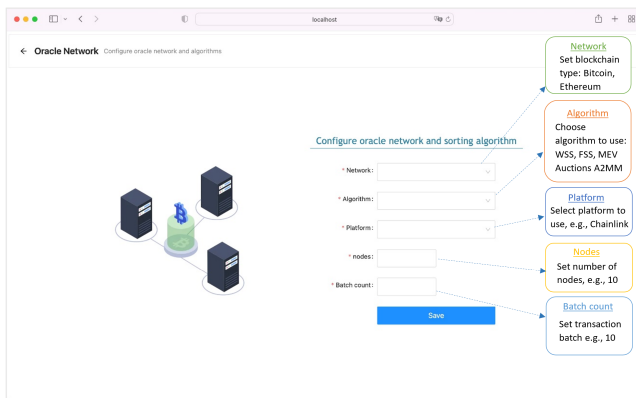 localhost
Oracle Network Configure oracle network and algorithms
Configure oracle network and sorting algorithm
* Network:
* Algorithm:
* Platform:
* nodes:
* Batch count:
Save
Network
Set blockchain
type: Bitcoin,
Ethereum
Algorithm
Choose
algorithm to use:
WSS, FSS, MEV
Auctions A2MM
Platform
Select platform to
use, e.g., Chainlink
Nodes
Set number of
nodes, e.g., 10
Batch count
Set transaction
batch e.g., 10